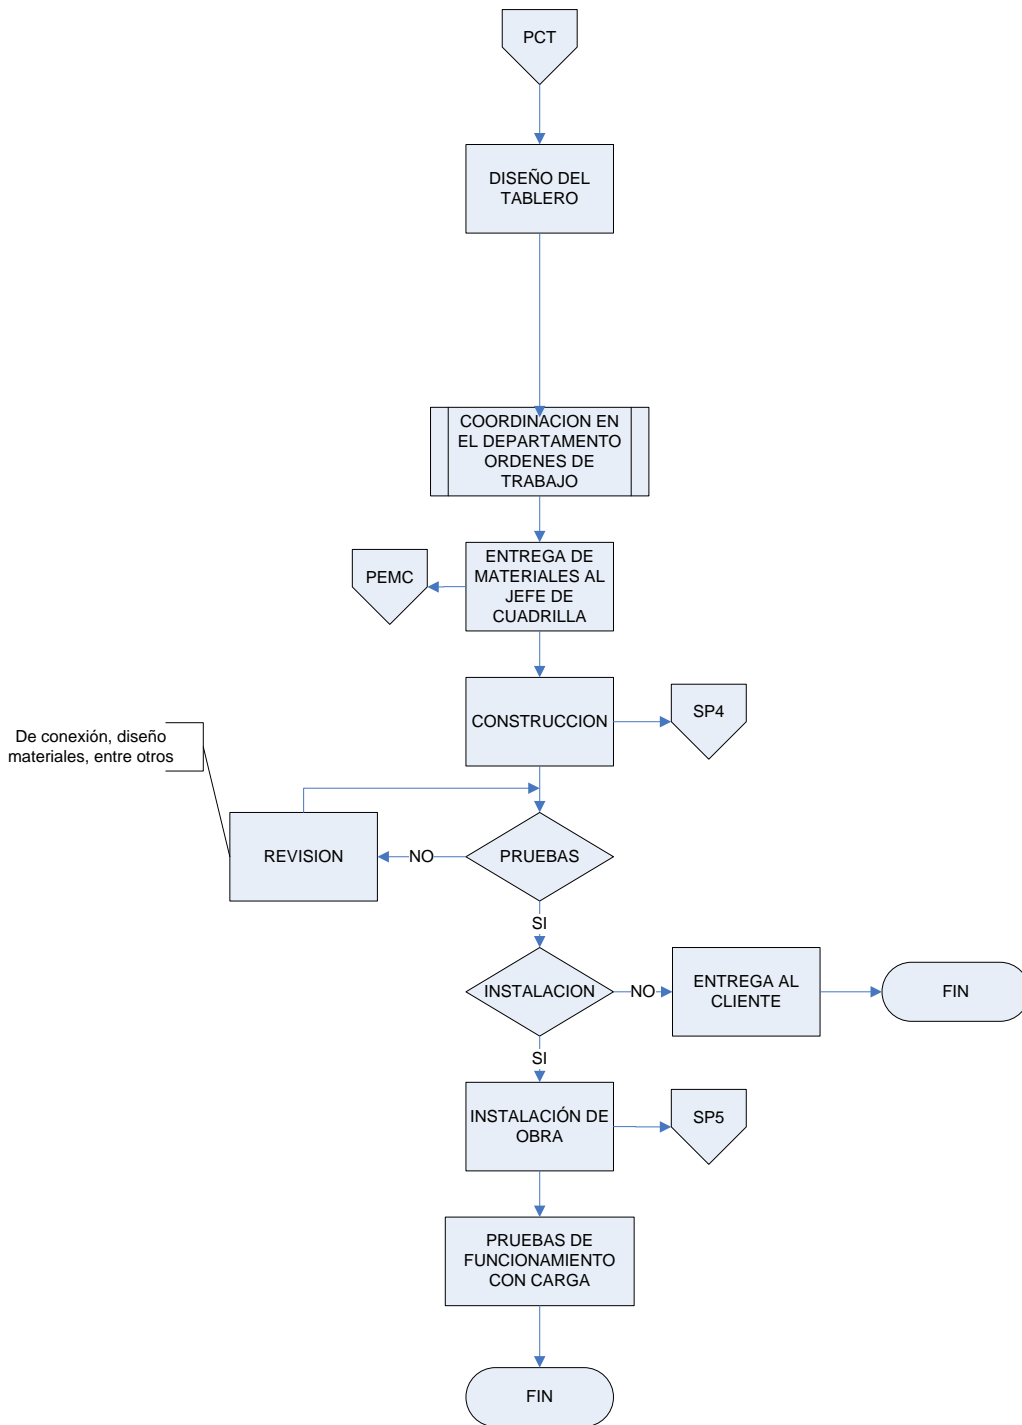 PCT
DISEÑO DEL
TABLERO
COORDINACION EN
EL DEPARTAMENTO
ORDENES DE
TRABAJO
ENTREGA DE
MATERIALES AL
JEFE DE
CUADRILLA
PEMC
CONSTRUCCION
SP4
De conexión, diseño
materiales, entre otros
REVISION
NO
PRUEBAS
SI
INSTALACION
NO
ENTREGA AL
CLIENTE
FIN
SI
INSTALACIÓN DE
OBRA
SP5
PRUEBAS DE
FUNCIONAMIENTO
CON CARGA
FIN